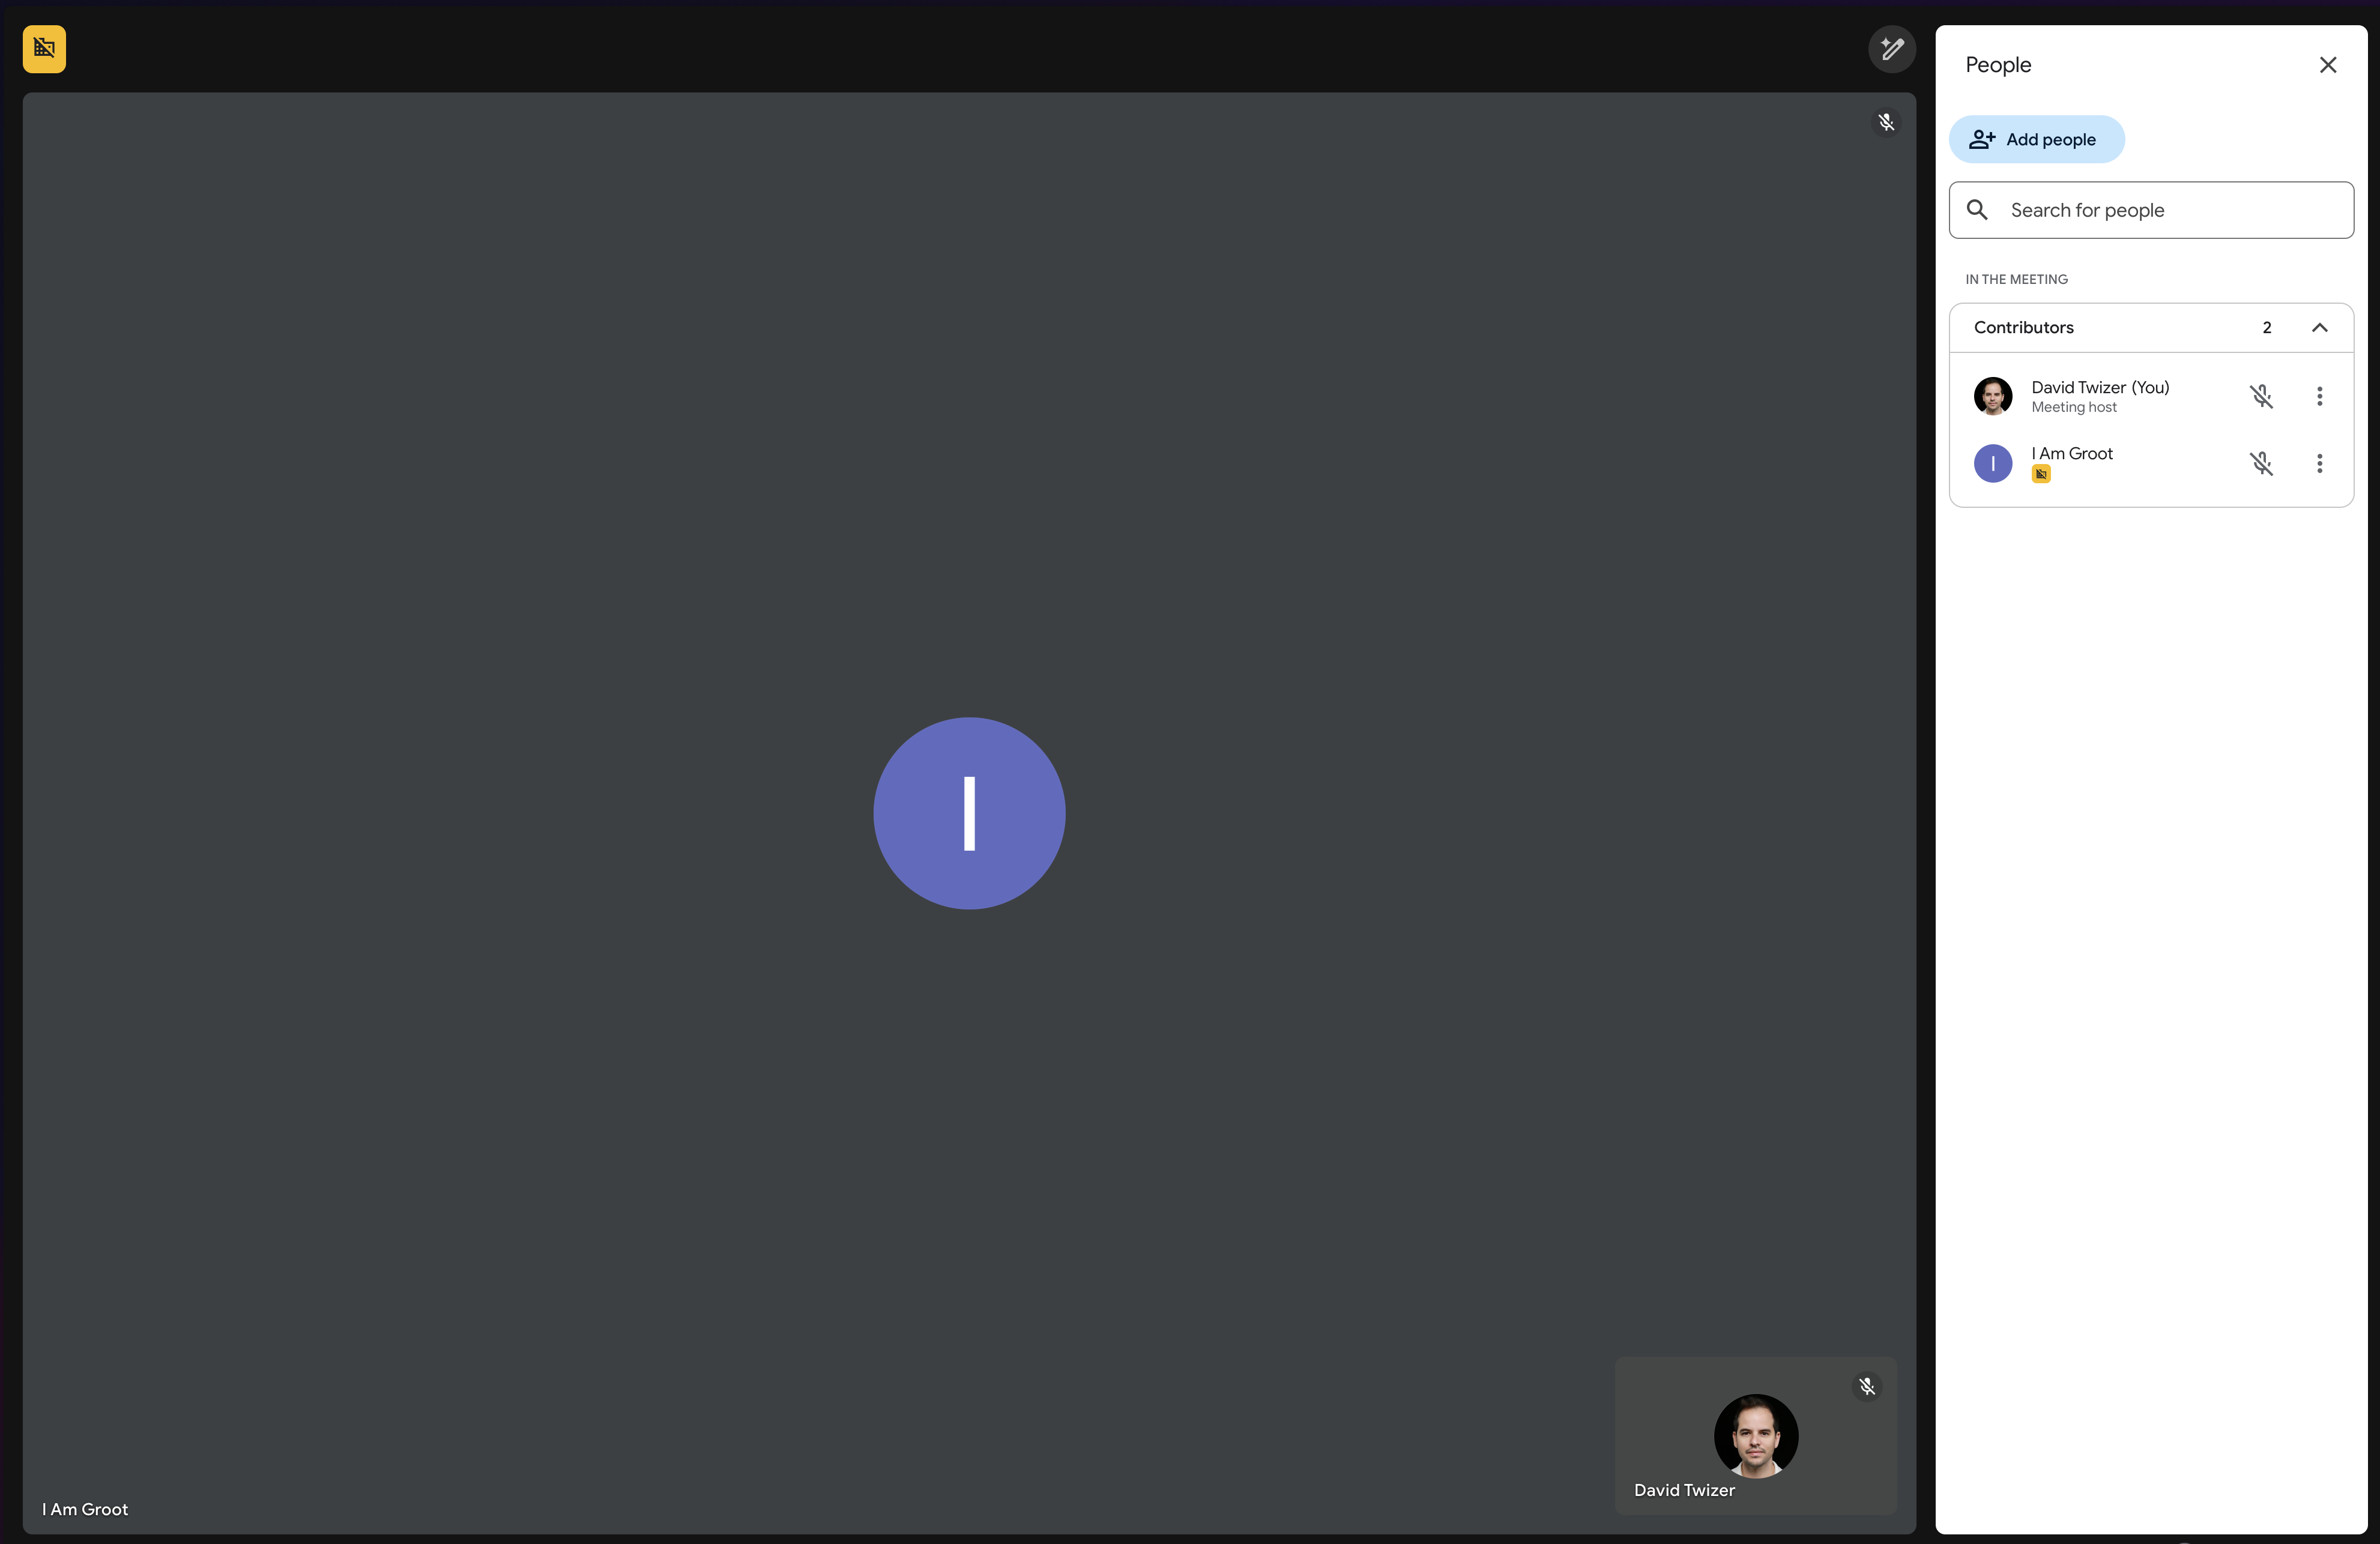 People
Add people
Search for people
IN THE MEETING
Contributors 2
David Twizer (You)
Meeting host
I
I Am Groot
I
David Twizer
I Am Groot